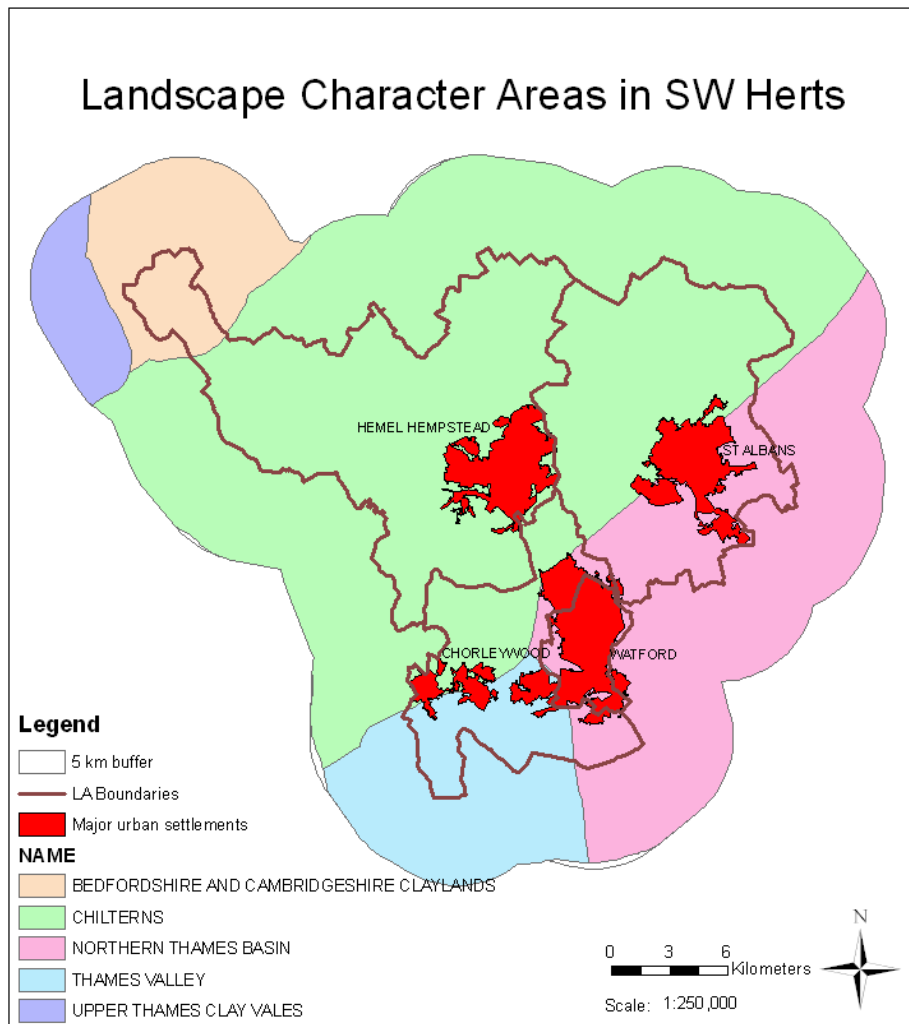 Landscape Character Areas in SW Herts
HEMEL HEMPSTEAD
ST ALBANS
CHORLEYWOOD
WATFORD
Legend
5 km buffer
LA Boundaries
Major urban settlements
NAME
BEDFORDSHIRE AND CAMBRIDGESHIRE CLAYLANDS
CHILTERNS
NORTHERN THAMES BASIN
THAMES VALLEY
UPPER THAMES CLAY VALES
0 3 6
Kilometers
Scale: 1:250,000
N